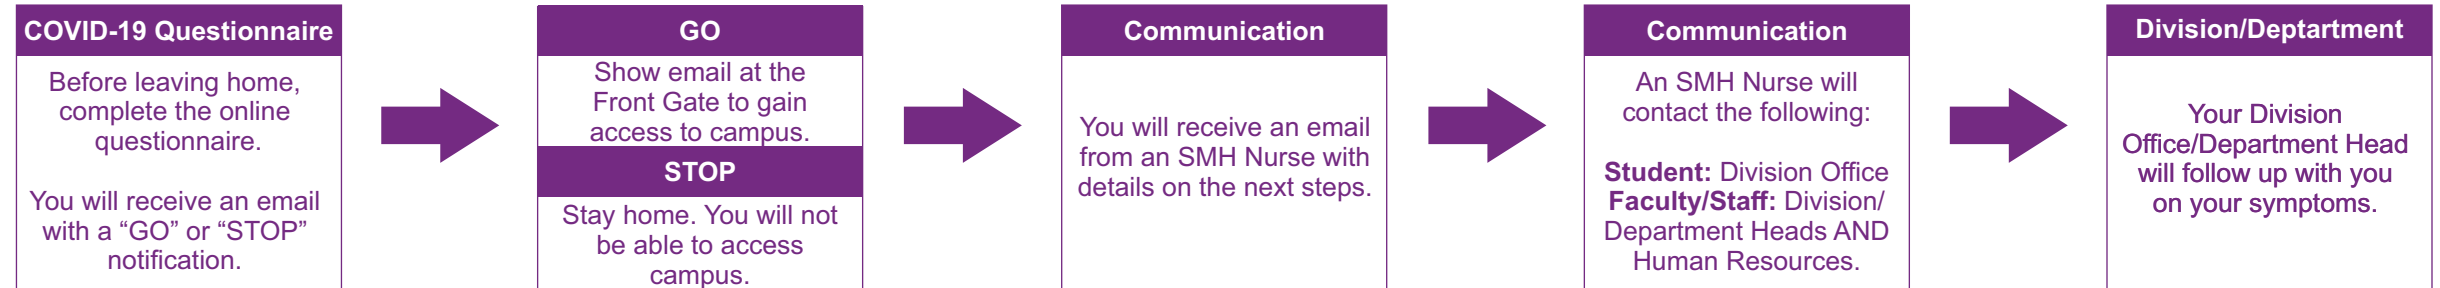 COVID-19 Questionnaire
Before leaving home,
complete the online
questionnaire.
You will receive an email
with a “GO” or “STOP”
notification.
GO
Show email at the
Front Gate to gain
access to campus.
STOP
Stay home. You will not
be able to access
campus.
Communication
You will receive an email
from an SMH Nurse with
details on the next steps.
Communication
An SMH Nurse will
contact the following:
Student: Division Office
Faculty/Staff: Division/
Department Heads AND
Human Resources.
Division/Deptartment
Your Division
Office/Department Head
will follow up with you
on your symptoms.